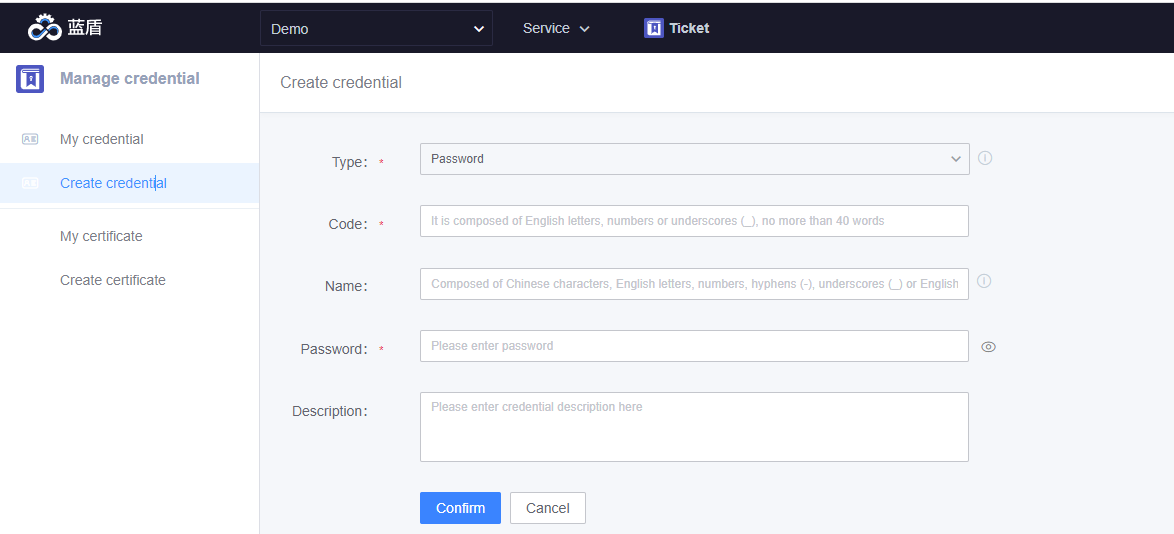 蓝盾
Demo
Service
Ticket
Manage credential
Create credential
My credential
Create credential
My certificate
Create certificate
Type: *
Password
Code: *
It is composed of English letters, numbers or underscores (_), no more than 40 words
Name:
Composed of Chinese characters, English letters, numbers, hyphens (-), underscores (_) or English
Password: *
Please enter password
Description:
Please enter credential description here
Confirm
Cancel